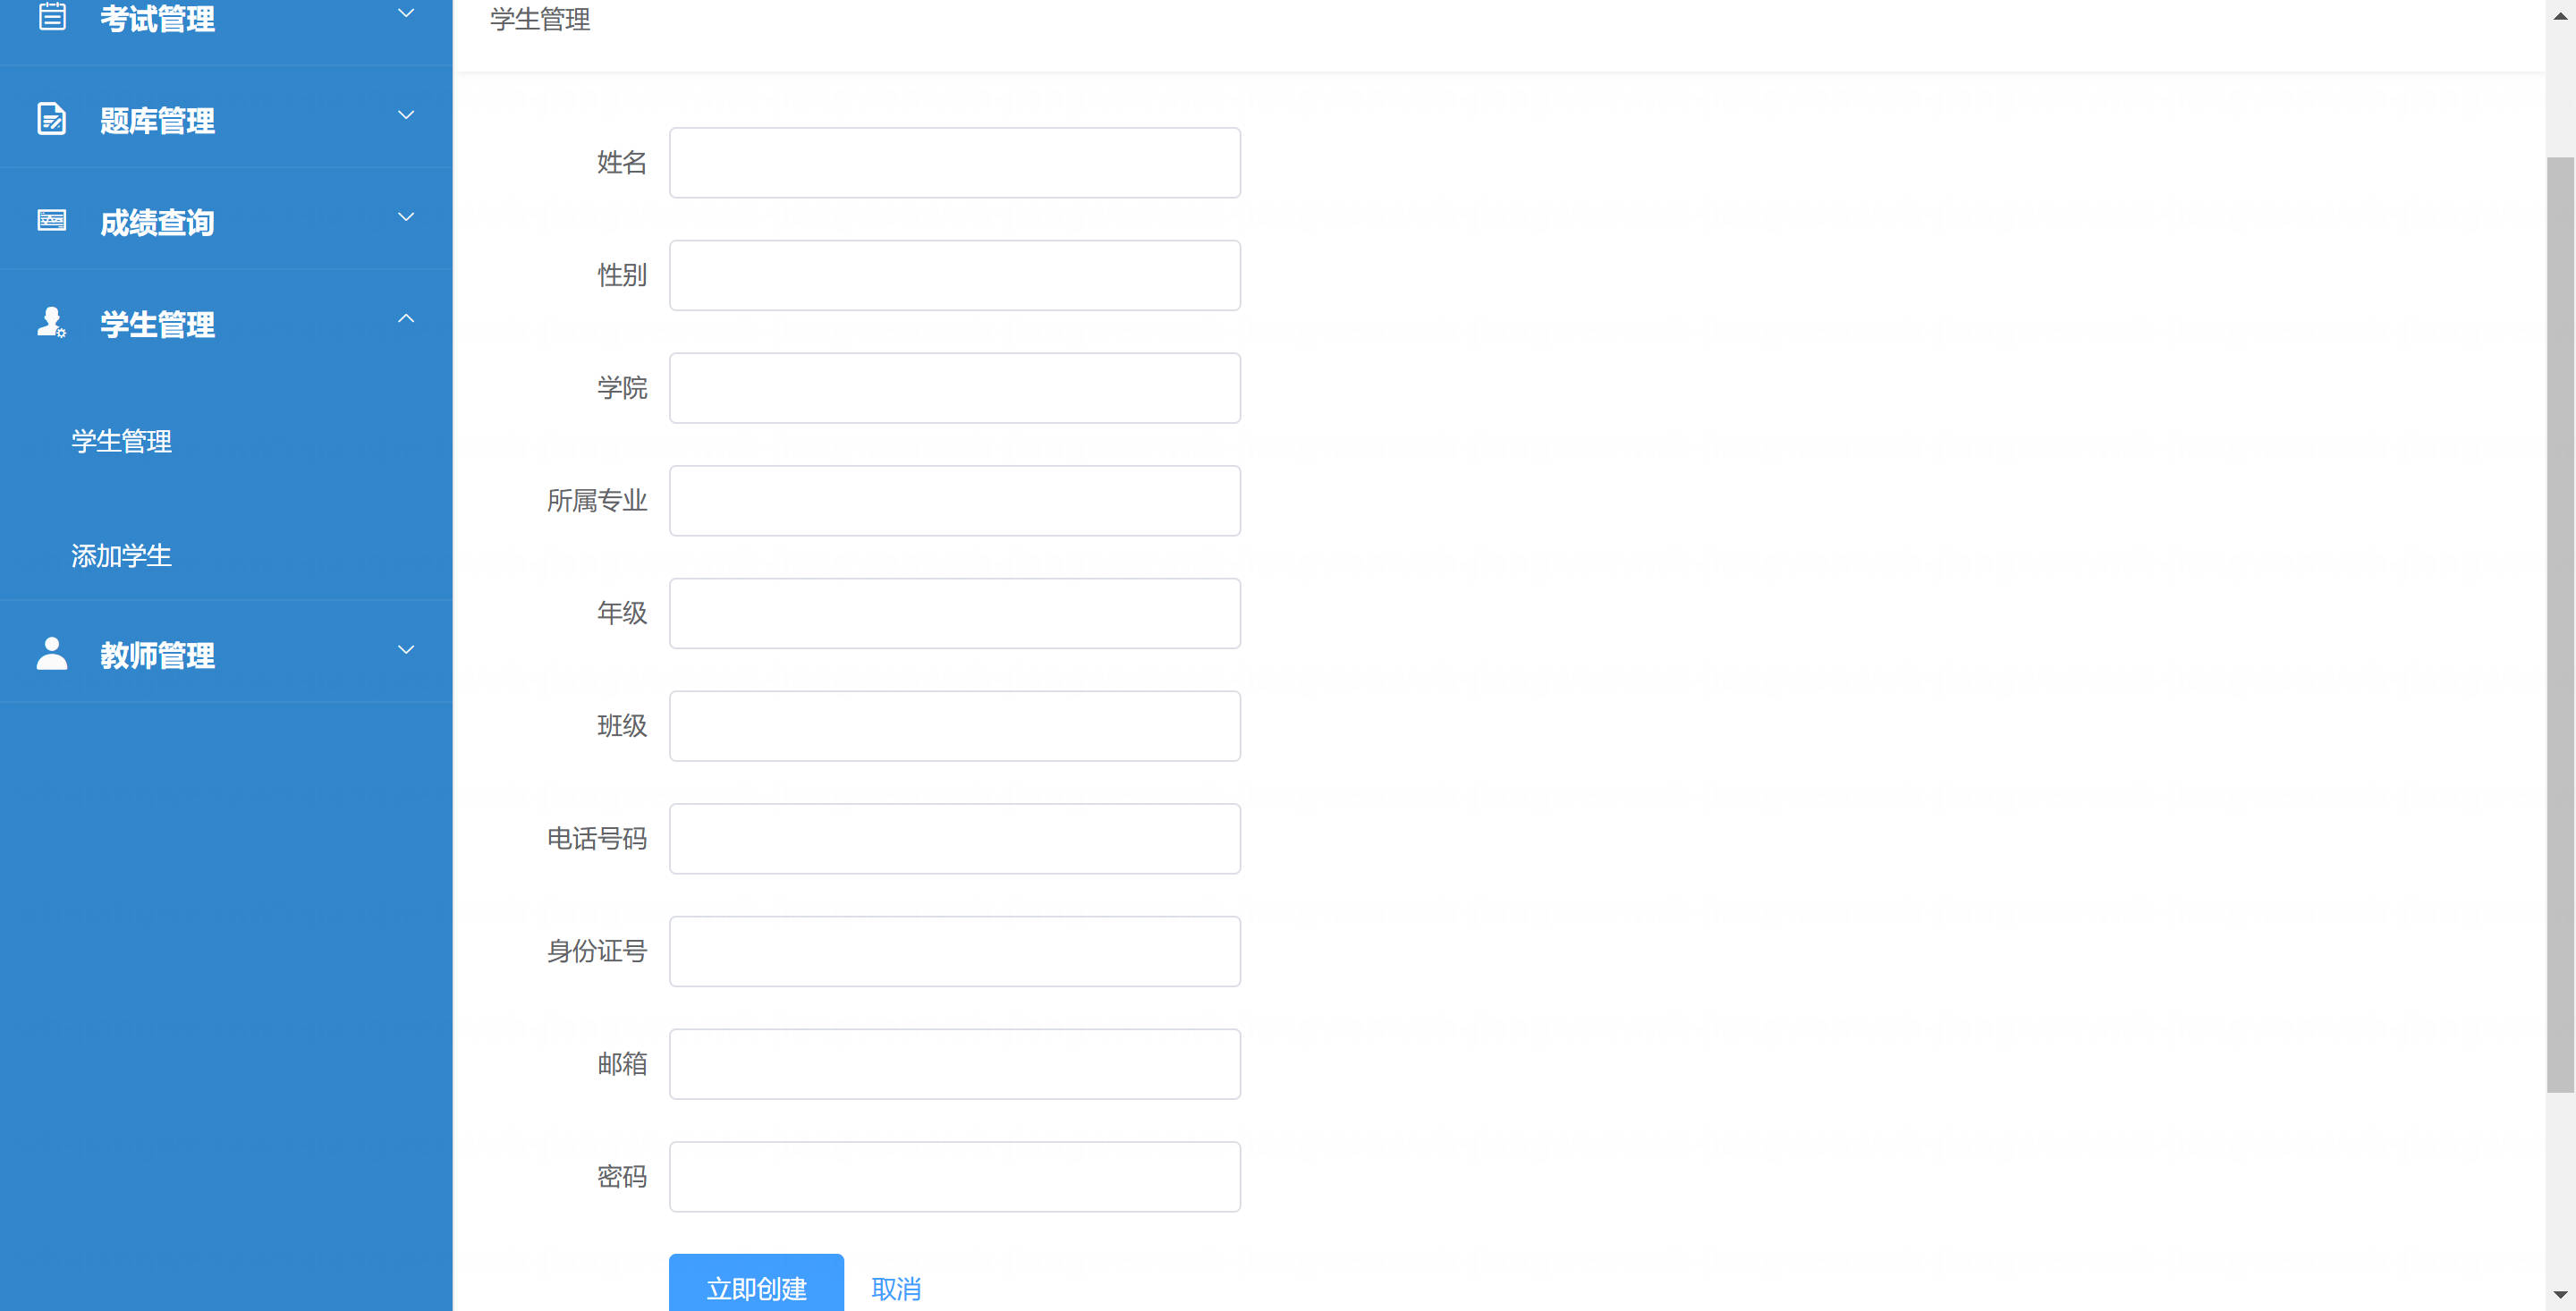 考试管理
题库管理
成绩查询
学生管理
学生管理
添加学生
教师管理
学生管理
姓名
性别
学院
所属专业
年级
班级
电话号码
身份证号
邮箱
密码
立即创建 取消